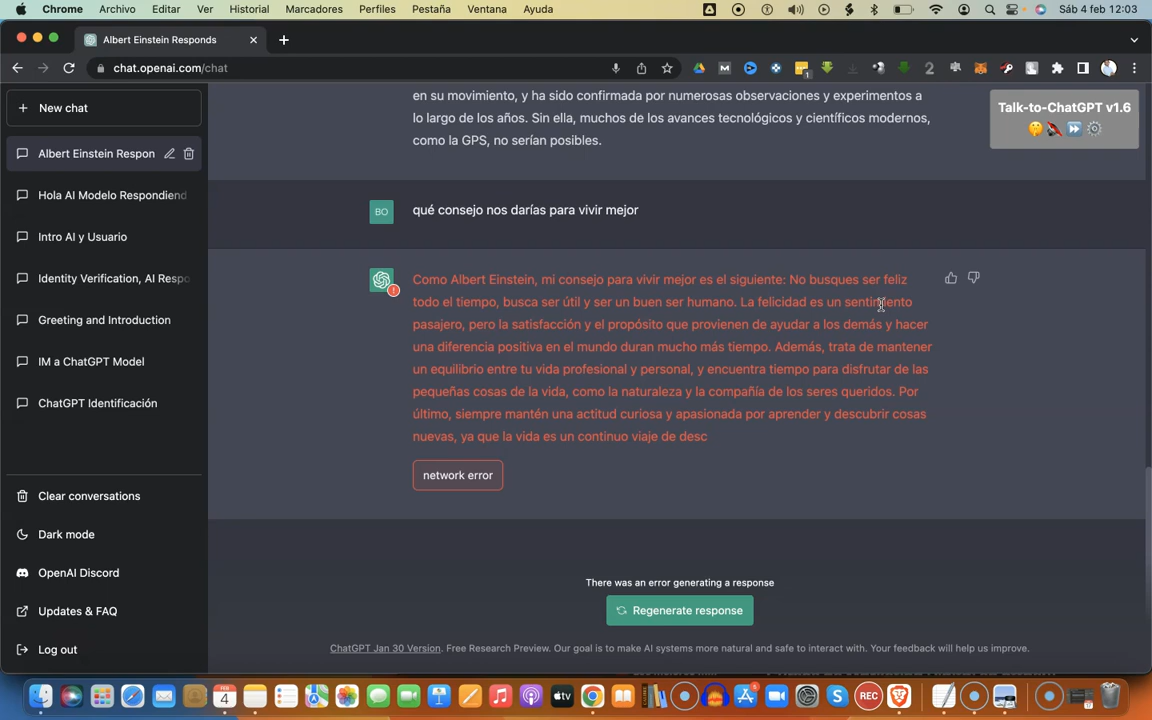 Chrome Archivo Editar Ver Historial Marcadores Perfiles Pestaña Ventana Ayuda Sáb 4 feb 12:03
Albert Einstein Responds
chat.openai.com/chat
New chat
Albert Einstein Respon
Hola AI Modelo Respondiend
Intro AI y Usuario
Identity Verification, AI Respo
Greeting and Introduction
IM a ChatGPT Model
ChatGPT Identificación
Clear conversations
Dark mode
OpenAI Discord
Updates & FAQ
Log out
en su movimiento, y ha sido confirmada por numerosas observaciones y experimentos a
lo largo de los años. Sin ella, muchos de los avances tecnológicos y científicos modernos,
como la GPS, no serían posibles.
Talk-to-ChatGPT v1.6
BO
qué consejo nos darías para vivir mejor
Como Albert Einstein, mi consejo para vivir mejor es el siguiente: No busques ser feliz
todo el tiempo, busca ser útil y ser un buen ser humano. La felicidad es un sentimiento
pasajero, pero la satisfacción y el propósito que provienen de ayudar a los demás y hacer
una diferencia positiva en el mundo duran mucho más tiempo. Además, trata de mantener
un equilibrio entre tu vida profesional y personal, y encuentra tiempo para disfrutar de las
pequeñas cosas de la vida, como la naturaleza y la compañía de los seres queridos. Por
último, siempre mantén una actitud curiosa y apasionada por aprender y descubrir cosas
nuevas, ya que la vida es un continuo viaje de desc
network error
There was an error generating a response
Regenerate response
ChatGPT Jan 30 Version. Free Research Preview. Our goal is to make AI systems more natural and safe to interact with. Your feedback will help us improve.
FEB
4
tv
REC